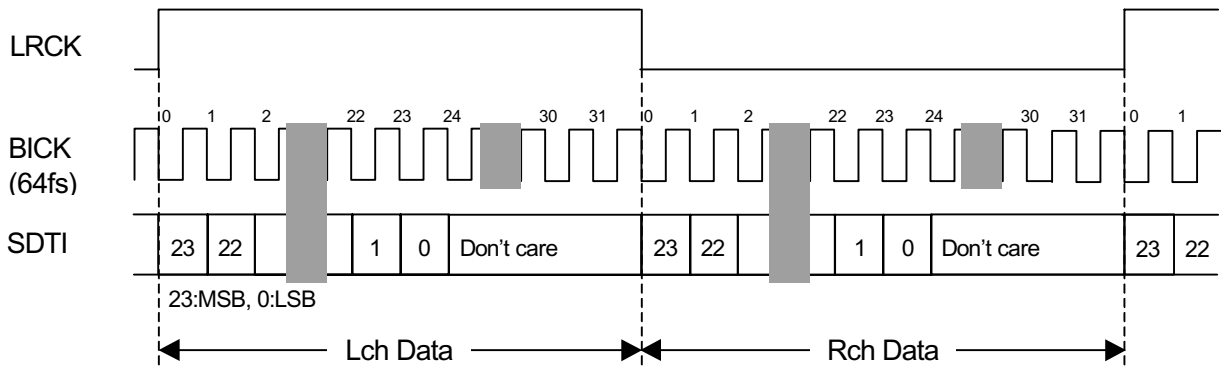 LRCK
0 1 2 22 23 24 30 31 0 1 2 22 23 24 30 31 0 1
BICK
(64fs)
SDTI 23 22 1 0 Don't care 23 22 1 0 Don't care 23 22
23:MSB, 0:LSB
Lch Data Rch Data